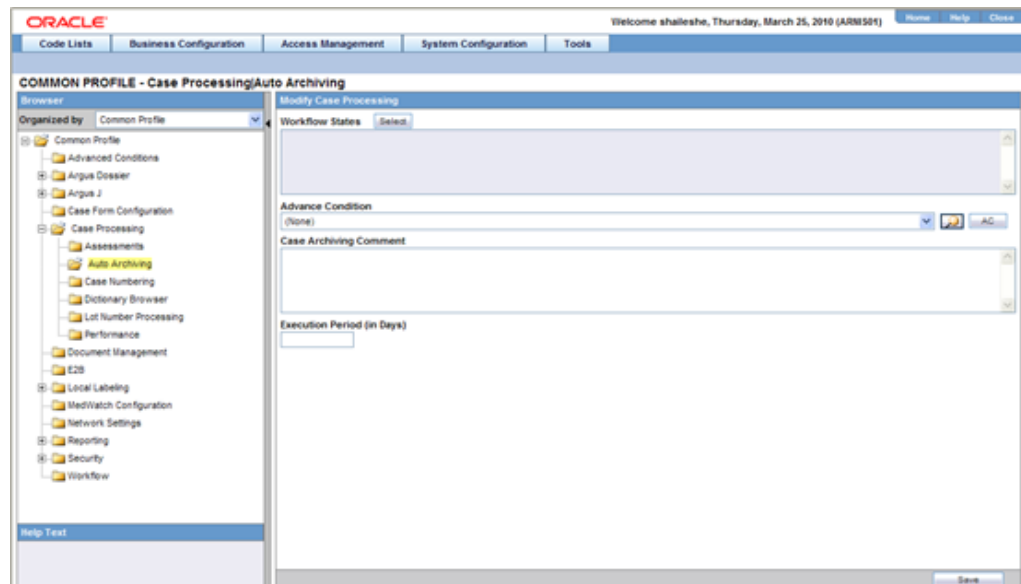 ORACLE
Welcome shaileshe, Thursday, March 25, 2010 (ARNIS01)
Home Help Close
Code Lists Business Configuration Access Management System Configuration Tools
COMMON PROFILE - Case Processing|Auto Archiving
Browser
Organized by Common Profile
Common Profile
Advanced Conditions
Argus Dossier
Argus J
Case Form Configuration
Case Processing
Assessments
Auto Archiving
Case Numbering
Dictionary Browser
Lot Number Processing
Performance
Document Management
E2B
Local Labeling
MedWatch Configuration
Network Settings
Reporting
Security
Workflow
Help Text
Modify Case Processing
Workflow States Select
Advance Condition
(None)
AC
Case Archiving Comment
Execution Period (in Days)
Save